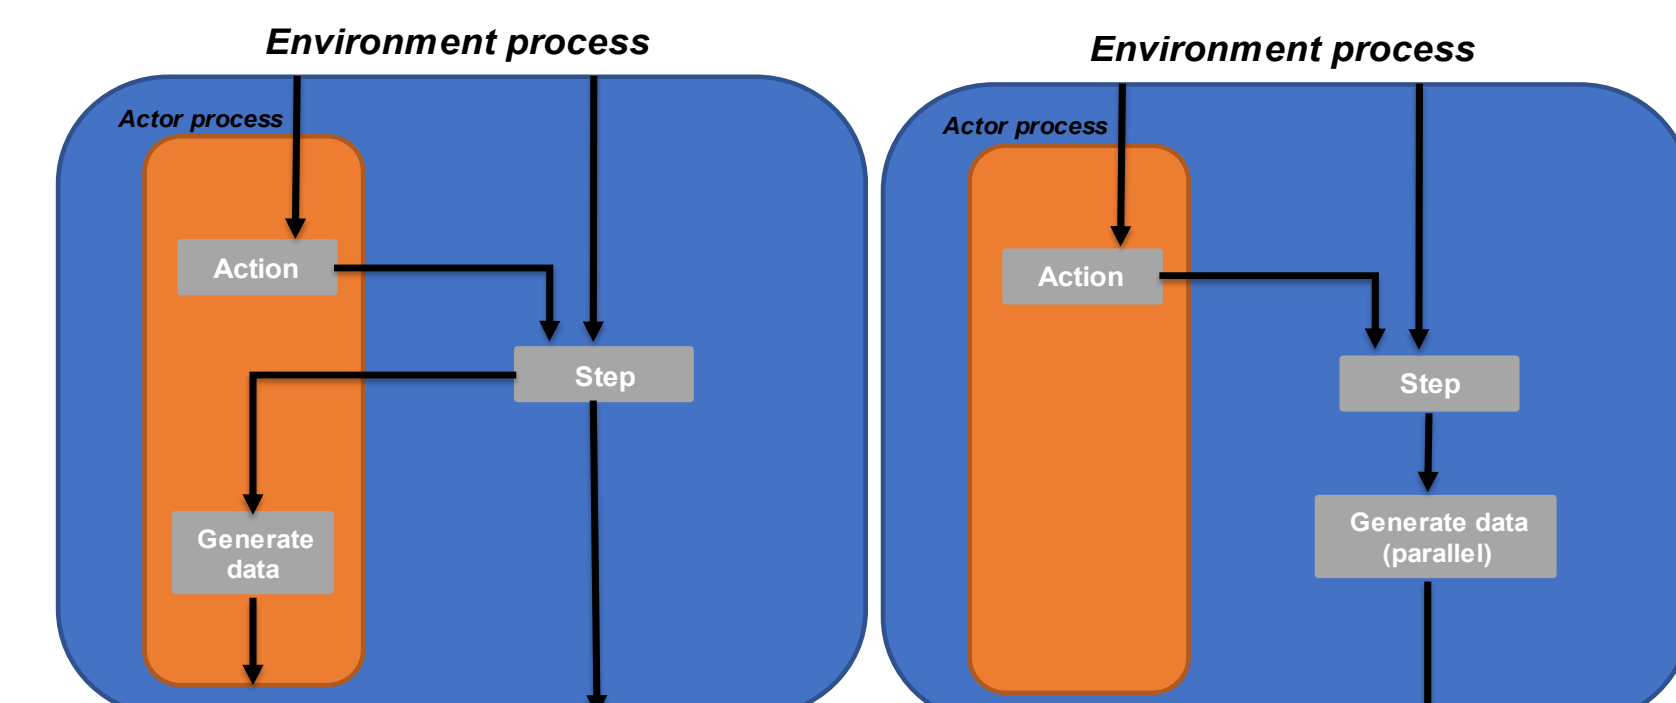 Environment process
Actor process
Action
Step
Generate
data
Environment process
Actor process
Action
Step
Generate data
(parallel)